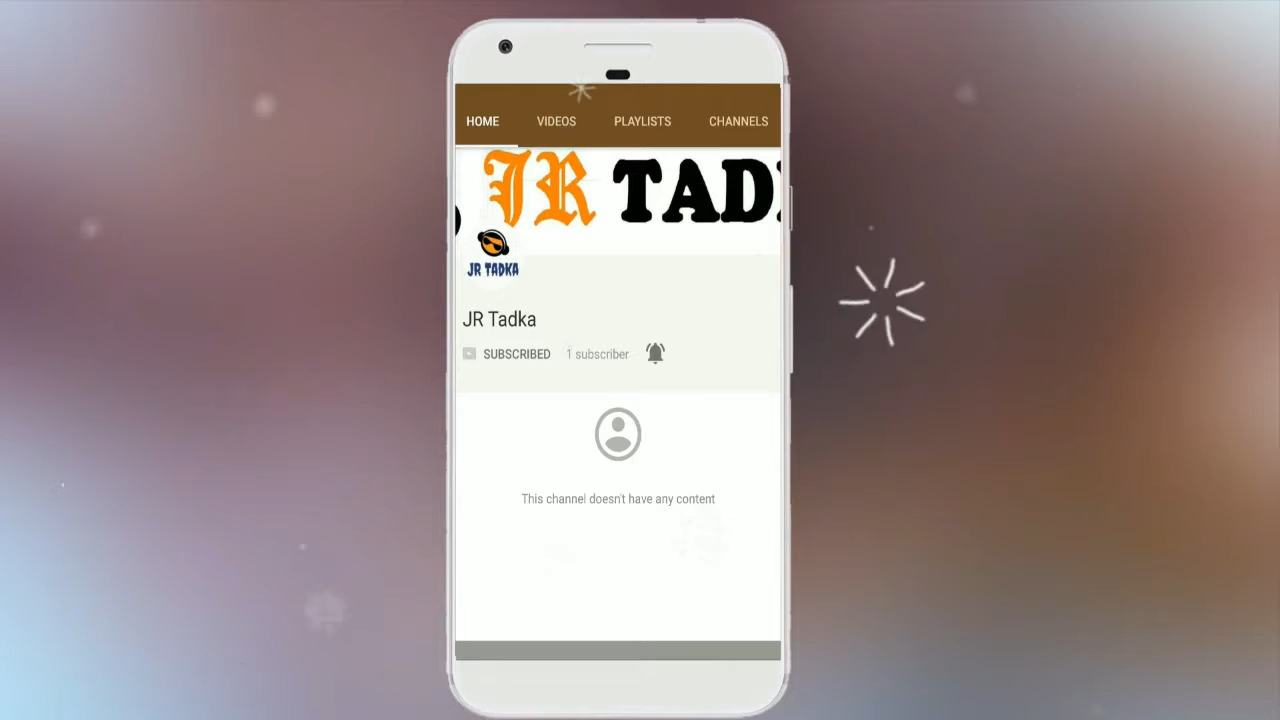 HOME VIDEOS PLAYLISTS CHANNELS
JR TAD
JR TADKA
JR Tadka
SUBSCRIBED 1 subscriber
This channel doesn't have any content